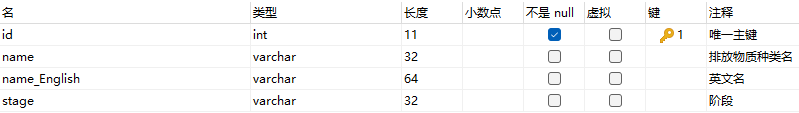 名 类型 长度 小数点 不是 null 虚拟 键 注释
id int 11 1 唯一主键
name varchar 32 排放物质种类名
name_English varchar 64 英文名
stage varchar 32 阶段